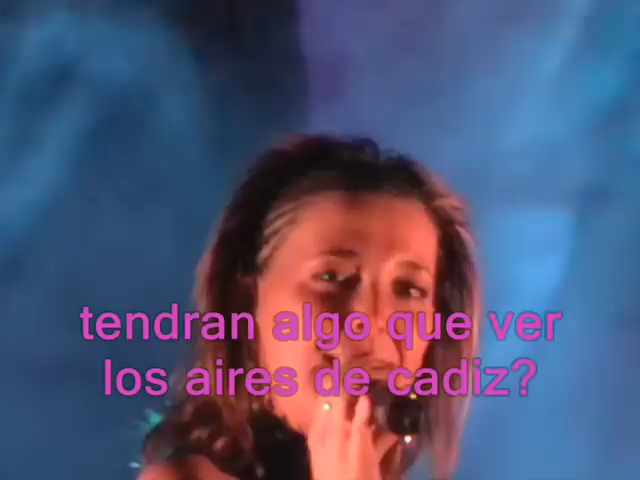 tendran algo que ver
los aires de cadiz?